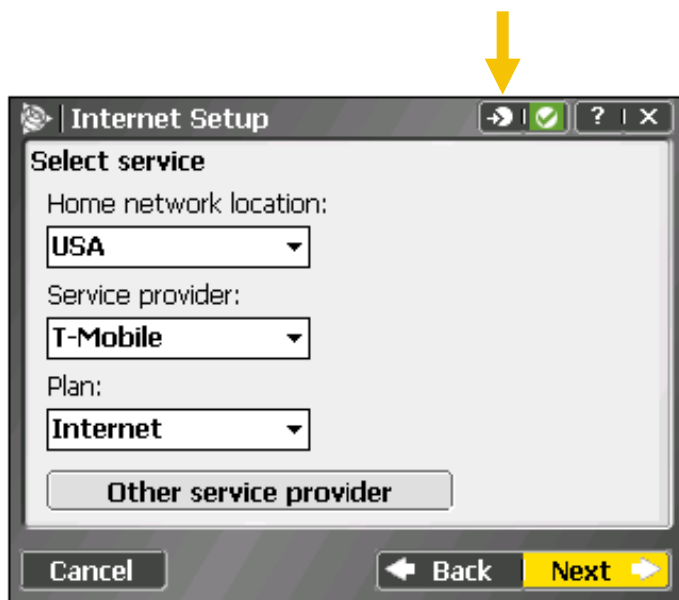 Internet Setup ?
Select service
Home network location:
USA
Service provider:
T-Mobile
Plan:
Internet
Other service provider
Cancel Back Next